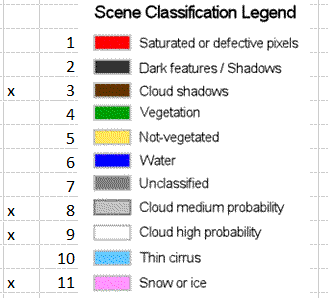 Scene Classification Legend
1 Saturated or defective pixels
2 Dark features / Shadows
x 3 Cloud shadows
4 Vegetation
5 Not-vegetated
6 Water
7 Unclassified
x 8 Cloud medium probability
x 9 Cloud high probability
10 Thin cirrus
x 11 Snow or ice